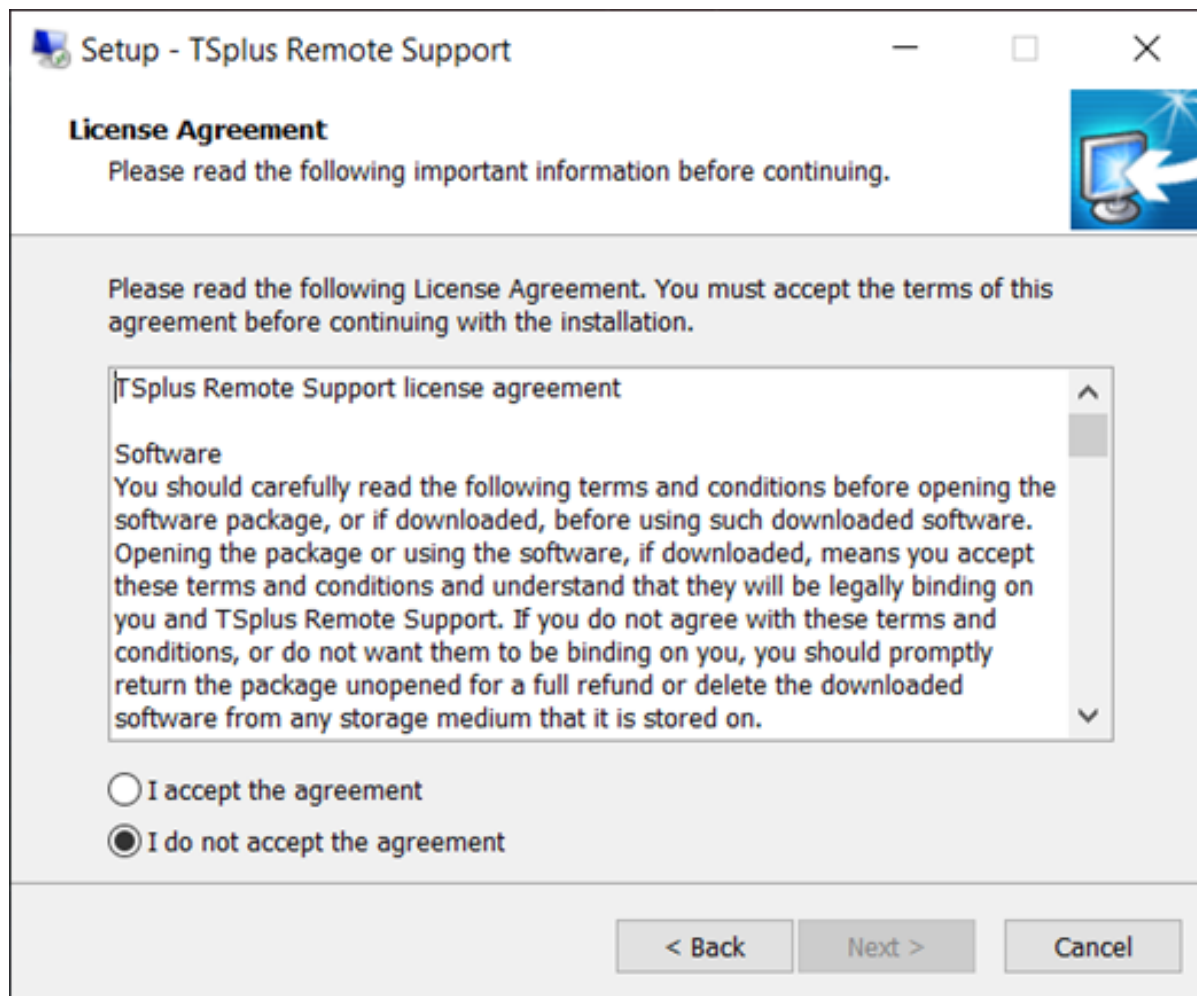 Setup - TSplus Remote Support
License Agreement
Please read the following important information before continuing.
Please read the following License Agreement. You must accept the terms of this
agreement before continuing with the installation.
TSplus Remote Support license agreement
Software
You should carefully read the following terms and conditions before opening the
software package, or if downloaded, before using such downloaded software.
Opening the package or using the software, if downloaded, means you accept
these terms and conditions and understand that they will be legally binding on
you and TSplus Remote Support. If you do not agree with these terms and
conditions, or do not want them to be binding on you, you should promptly
return the package unopened for a full refund or delete the downloaded
software from any storage medium that it is stored on.
I accept the agreement
I do not accept the agreement
< Back Next > Cancel